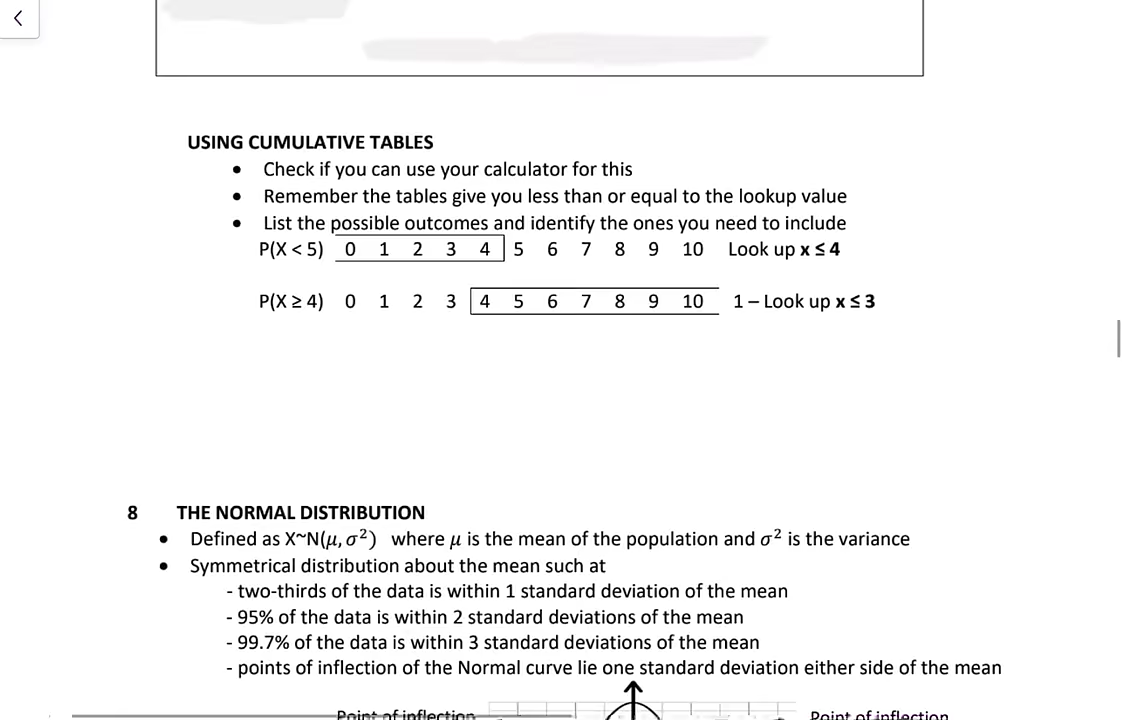 USING CUMULATIVE TABLES
• Check if you can use your calculator for this
• Remember the tables give you less than or equal to the lookup value
• List the possible outcomes and identify the ones you need to include
P(X < 5) 0 1 2 3 4 5 6 7 8 9 10 Look up x ≤ 4
P(X ≥ 4) 0 1 2 3 4 5 6 7 8 9 10 1 – Look up x ≤ 3
8 THE NORMAL DISTRIBUTION
• Defined as X~N(μ, σ²) where μ is the mean of the population and σ² is the variance
• Symmetrical distribution about the mean such at
- two-thirds of the data is within 1 standard deviation of the mean
- 95% of the data is within 2 standard deviations of the mean
- 99.7% of the data is within 3 standard deviations of the mean
- points of inflection of the Normal curve lie one standard deviation either side of the mean
Point of inflection Point of inflection